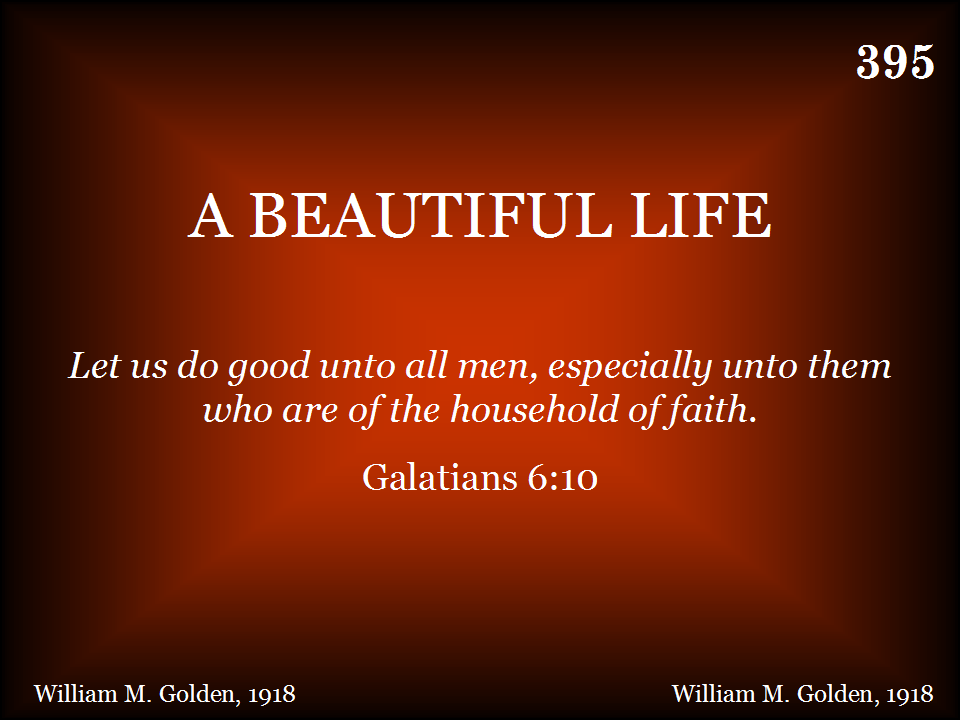 395
A BEAUTIFUL LIFE
Let us do good unto all men, especially unto them
who are of the household of faith.
Galatians 6:10
William M. Golden, 1918
William M. Golden, 1918